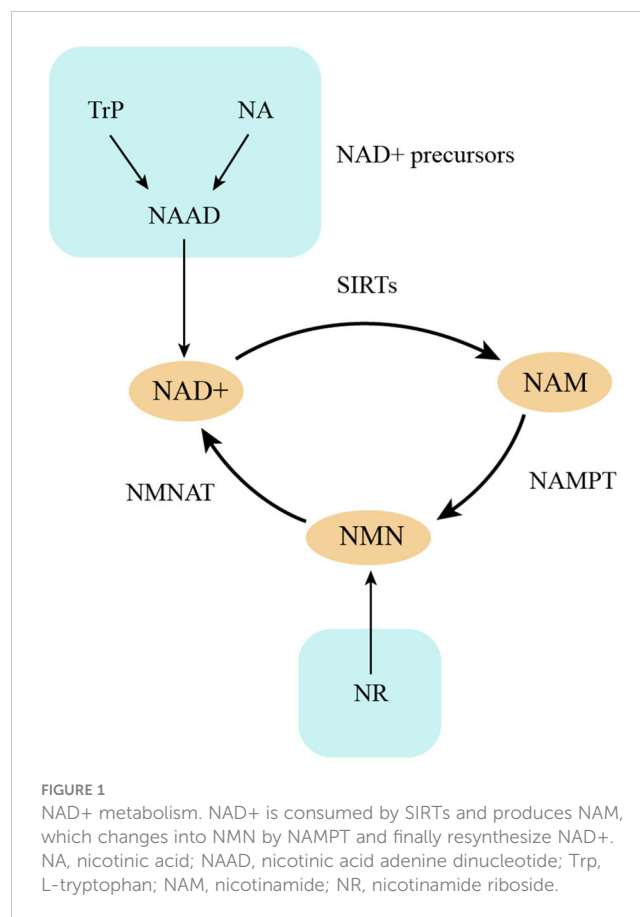 TrP NA
NAD+ precursors
NAAD
SIRTs
NAD+ NAM
NMNAT NAMPT
NMN
NR
FIGURE 1
NAD+ metabolism. NAD+ is consumed by SIRTs and produces NAM,
which changes into NMN by NAMPT and finally resynthesize NAD+.
NA, nicotinic acid; NAAD, nicotinic acid adenine dinucleotide; Trp,
L-tryptophan; NAM, nicotinamide; NR, nicotinamide riboside.